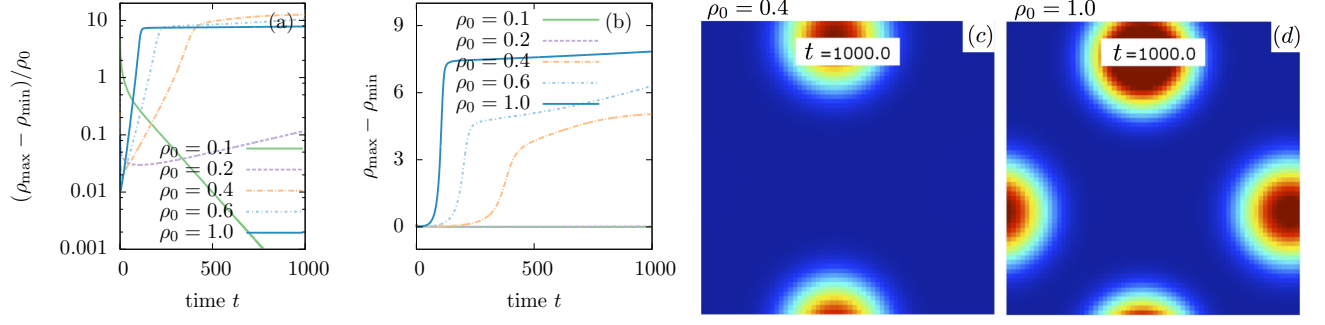 (a)
(ρmax − ρmin)/ρ0
10
1
0.1
0.01
0.001
ρ0 = 0.1
ρ0 = 0.2
ρ0 = 0.4
ρ0 = 0.6
ρ0 = 1.0
0
500
1000
time t
(b)
ρmax − ρmin
9
6
3
0
ρ0 = 0.1
ρ0 = 0.2
ρ0 = 0.4
ρ0 = 0.6
ρ0 = 1.0
0
500
1000
time t
ρ0 = 0.4
(c)
t =1000.0
ρ0 = 1.0
(d)
t =1000.0